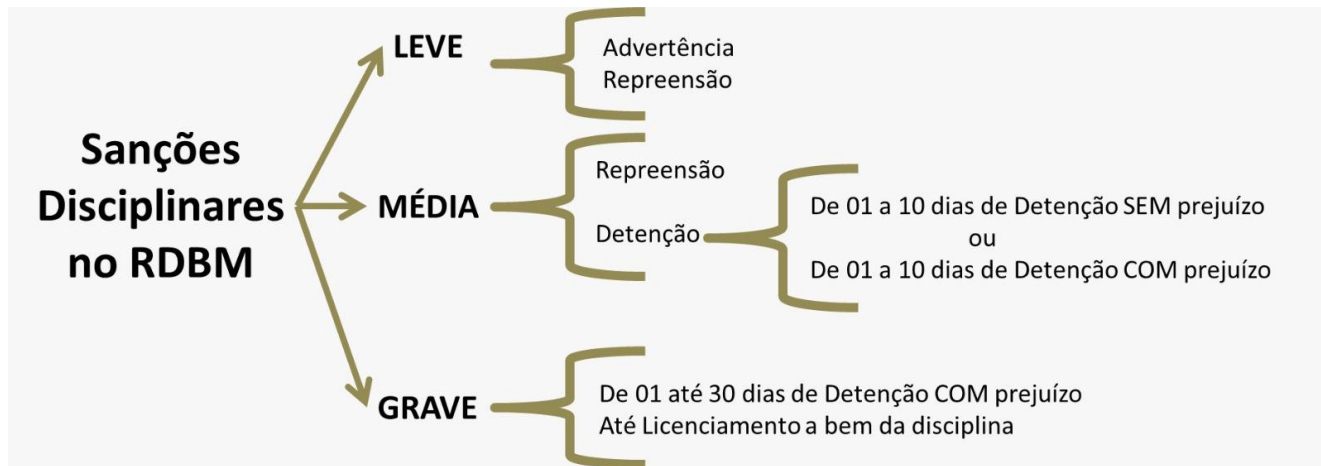 Sanções
Disciplinares
no RDBM
LEVE
Advertência
Repreensão
MÉDIA
Repreensão
Detenção
De 01 a 10 dias de Detenção SEM prejuízo
ou
De 01 a 10 dias de Detenção COM prejuízo
GRAVE
De 01 até 30 dias de Detenção COM prejuízo
Até Licenciamento a bem da disciplina